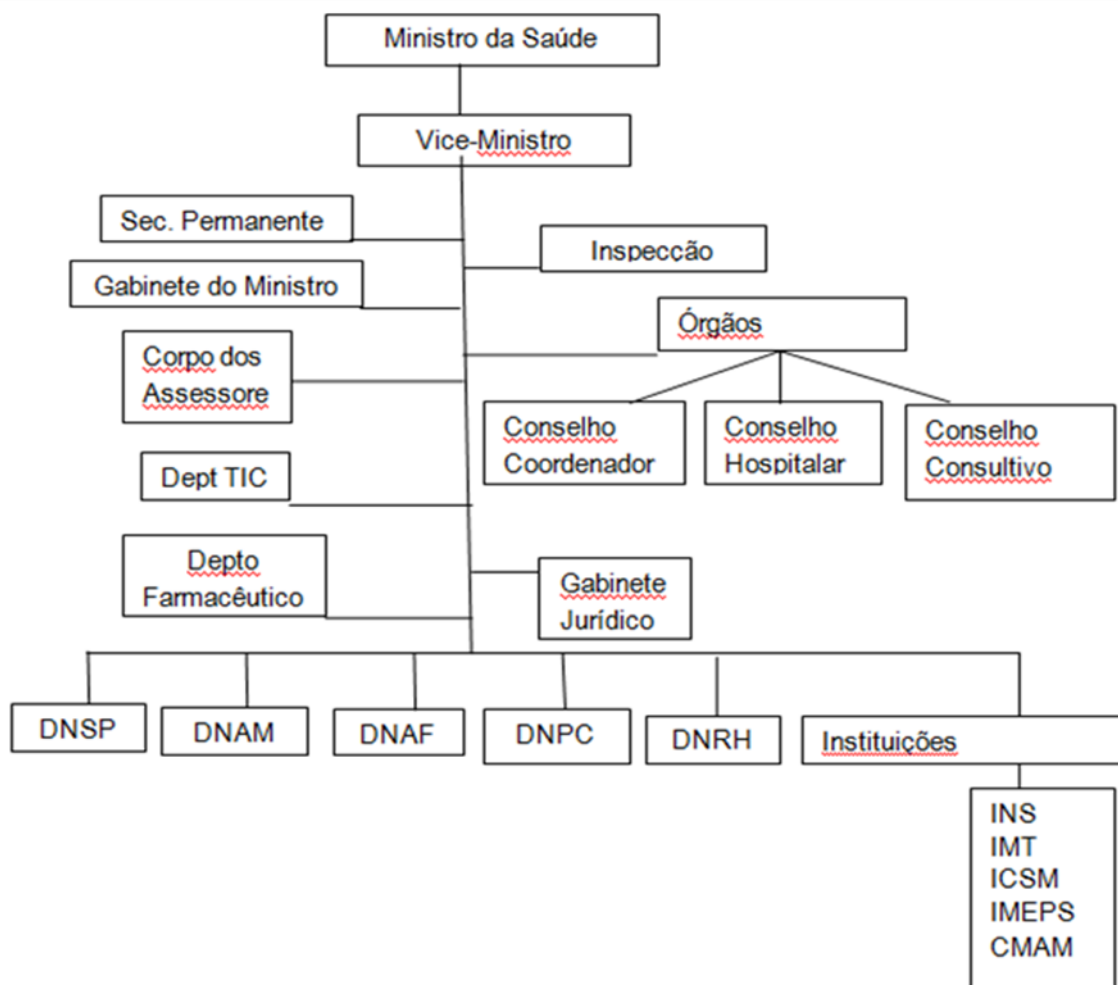 Ministro da Saúde
Vice-Ministro
Sec. Permanente
Inspecção
Gabinete do Ministro
Órgãos
Corpo dos
Assessore
Conselho
Coordenador
Conselho
Hospitalar
Conselho
Consultivo
Dept TIC
Depto
Farmacêutico
Gabinete
Jurídico
DNSP
DNAM
DNAF
DNPC
DNRH
Instituições
INS
IMT
ICSM
IMEPS
CMAM